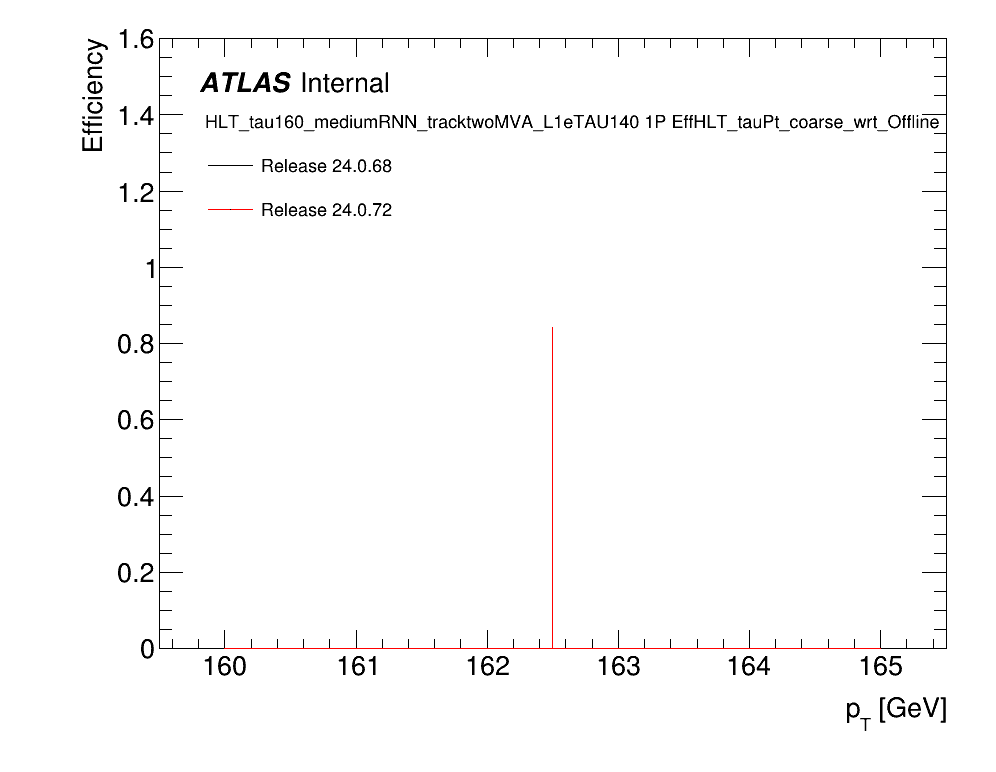 1.6
1.4
1.2
1
0.8
0.6
0.4
0.2
0
Efficiency
ATLAS Internal
HLT_tau160_mediumRNN_tracktwoMVA_L1eTAU140 1P EffHLT_tauPt_coarse_wrt_Offline
Release 24.0.68
Release 24.0.72
160 161 162 163 164 165
p_T [GeV]